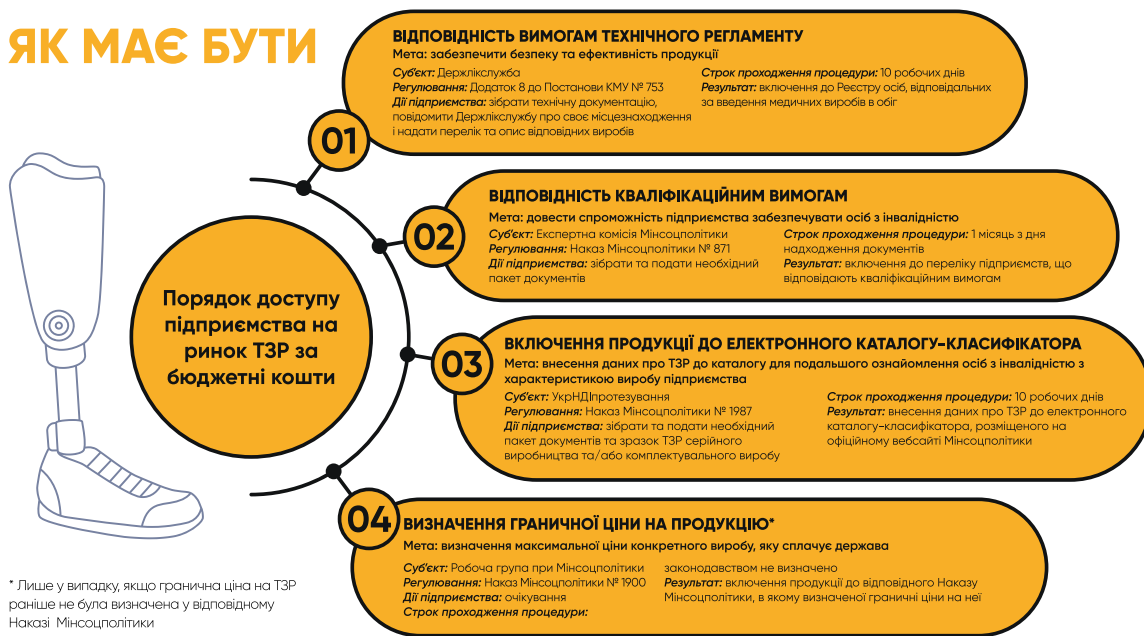 ЯК МАЄ БУТИ
Порядок доступу
підприємства на
ринок ТЗР за
бюджетні кошти
01
ВІДПОВІДНІСТЬ ВИМОГАМ ТЕХНІЧНОГО РЕГЛАМЕНТУ
Мета: забезпечити безпеку та ефективність продукції
Суб'єкт: Держлікслужба
Регулювання: Додаток 8 до Постанови КМУ № 753
Дії підприємства: зібрати технічну документацію,
повідомити Держлікслужбу про своє місцезнаходження
і надати перелік та опис відповідних виробів
Строк проходження процедури: 10 робочих днів
Результат: включення до Реєстру осіб, відповідальних
за введення медичних виробів в обіг
02
ВІДПОВІДНІСТЬ КВАЛІФІКАЦІЙНИМ ВИМОГАМ
Мета: довести спроможність підприємства забезпечувати осіб з інвалідністю
Суб'єкт: Експертна комісія Мінсоцполітики
Регулювання: Наказ Мінсоцполітики № 871
Дії підприємства: зібрати та подати необхідний
пакет документів
Строк проходження процедури: 1 місяць з дня
надходження документів
Результат: включення до переліку підприємств, що
відповідають кваліфікаційним вимогам
03
ВКЛЮЧЕННЯ ПРОДУКЦІЇ ДО ЕЛЕКТРОННОГО КАТАЛОГУ-КЛАСИФІКАТОРА
Мета: внесення даних про ТЗР до каталогу для подальшого ознайомлення осіб з інвалідністю з
характеристикою виробу підприємства
Суб'єкт: УкрНДІпротезування
Регулювання: Наказ Мінсоцполітики № 1987
Дії підприємства: зібрати та подати необхідний
пакет документів та зразок ТЗР серійного
виробництва та/або комплектувального виробу
Строк проходження процедури: 10 робочих днів
Результат: внесення даних про ТЗР до електронного
каталогу-класифікатора, розміщеного на
офіційному вебсайті Мінсоцполітики
04
ВИЗНАЧЕННЯ ГРАНИЧНОЇ ЦІНИ НА ПРОДУКЦІЮ*
Мета: визначення максимальної ціни конкретного виробу, яку сплачує держава
Суб'єкт: Робоча група при Мінсоцполітики
Регулювання: Наказ Мінсоцполітики № 1900
Дії підприємства: очікування
Строк проходження процедури:
законодавством не визначено
Результат: включення продукції до відповідного Наказу
Мінсоцполітики, в якому визначеної граничні ціни на неї
* Лише у випадку, якщо гранична ціна на ТЗР
раніше не була визначена у відповідному
Наказі Мінсоцполітики